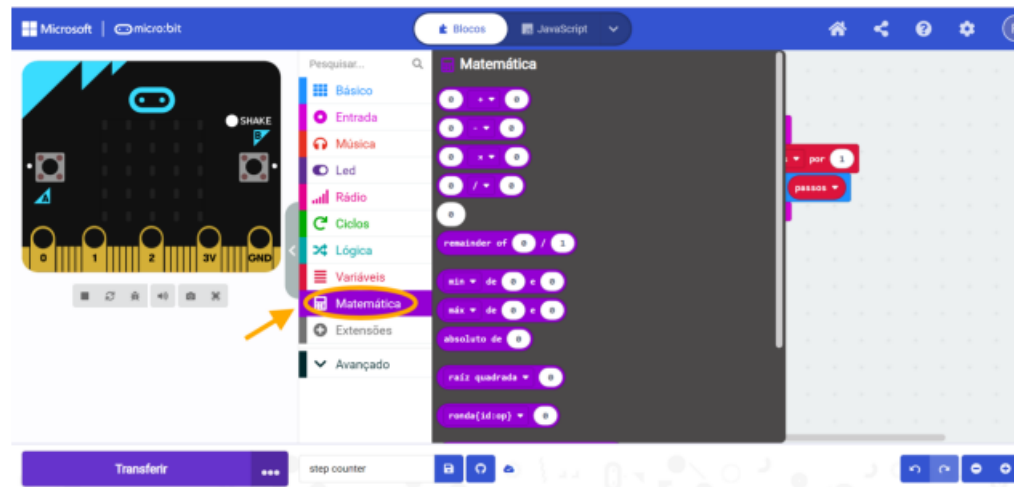 Microsoft | micro:bit
Blocos
JavaScript
SHAKE
B
A
0 1 2 3V GND
Pesquisar...
Básico
Entrada
Música
Led
Rádio
Ciclos
Lógica
Variáveis
Matemática
Extensões
Avançado
Matemática
0 + 0
0 - 0
0 x 0
0 / 0
0
remainder of 0 / 1
min de 0 e 0
máx de 0 e 0
absoluto de 0
raíz quadrada 0
ronda{id:op} 0
por 1
passos
Transferir
step counter